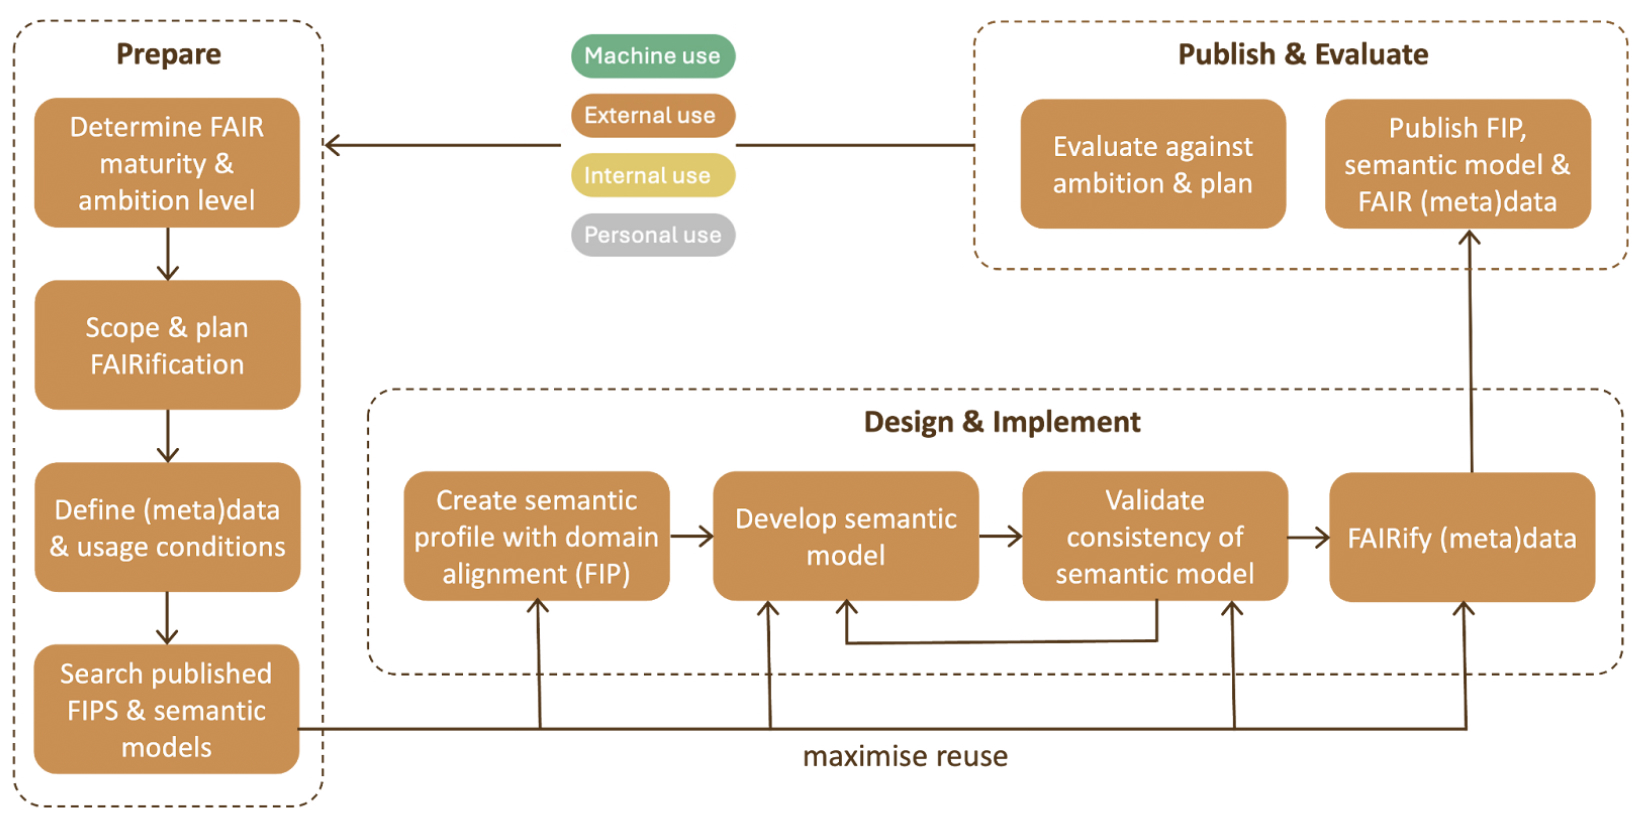 Prepare
Determine FAIR
maturity &
ambition level
Scope & plan
FAIRification
Define (meta)data
& usage conditions
Search published
FIPS & semantic
models
Machine use
External use
Internal use
Personal use
Publish & Evaluate
Evaluate against
ambition & plan
Publish FIP,
semantic model &
FAIR (meta)data
Design & Implement
Create semantic
profile with domain
alignment (FIP)
Develop semantic
model
Validate
consistency of
semantic model
FAIRify (meta)data
maximise reuse